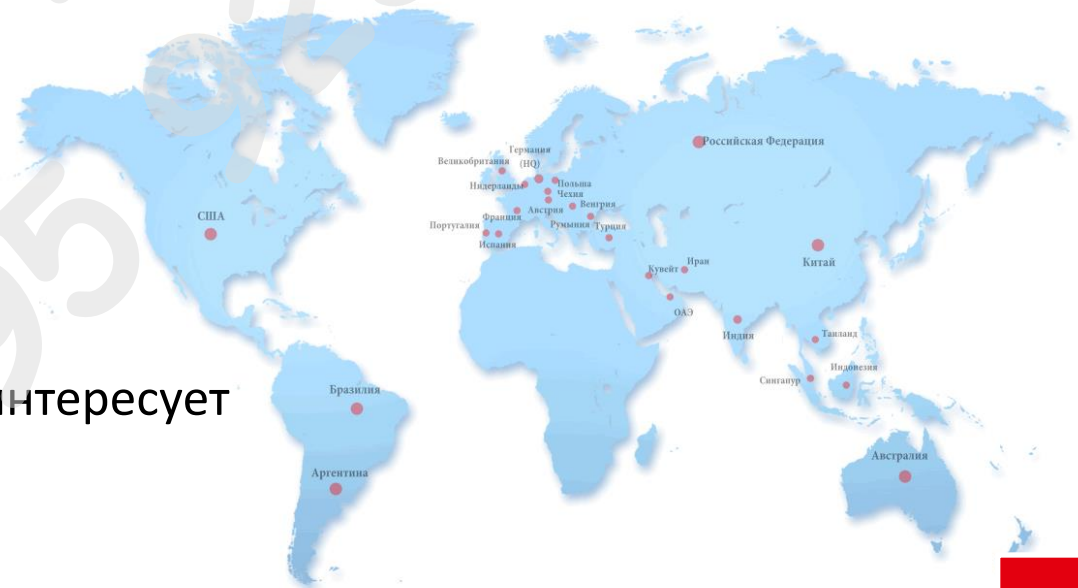 Российская Федерация
Германия
(HQ)
Великобритания
Нидерланды
Польша
Чехия
Венгрия
Австрия
Франция
Португалия
Румыния
Турция
Испания
США
Китай
Иран
Кувейт
ОАЭ
Индия
Таиланд
Индонезия
Сингапур
Бразилия
интересует
Австралия
Аргентина